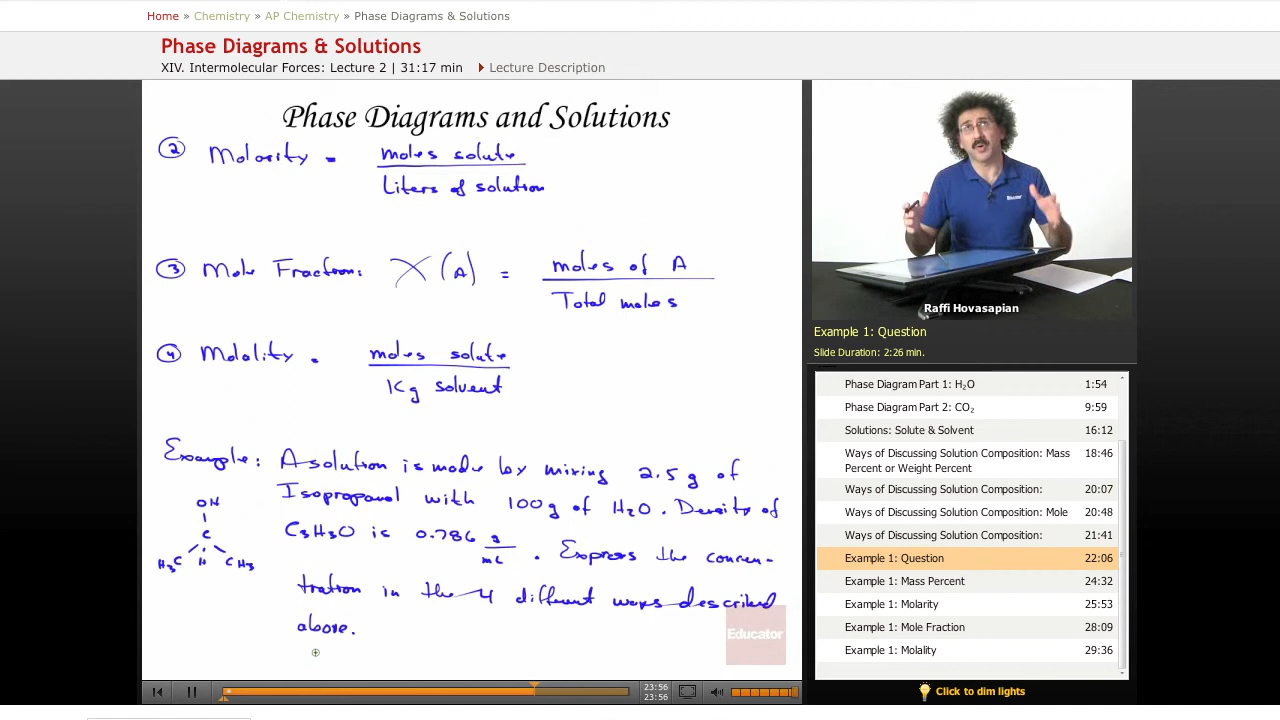 Home » Chemistry » AP Chemistry » Phase Diagrams & Solutions
Phase Diagrams & Solutions
XIV. Intermolecular Forces: Lecture 2 | 31:17 min
Lecture Description
Phase Diagrams and Solutions
② Molarity = moles solute
Liters of solution
③ Mole Fraction: X (A) = moles of A
Total moles
④ Molality = moles solute
Kg solvent
Example: A solution is made by mixing 2.5 g of
Isopropanol with 100g of H₂O. Density of
C₃H₈O is 0.786 g/mL. Express the concen-
tration in the 4 different ways described
above.
OH
C
H₃C H CH₃
Educator
Raffi Hovasapian
Example 1: Question
Slide Duration: 2:26 min.
Phase Diagram Part 1: H₂O 1:54
Phase Diagram Part 2: CO₂ 9:59
Solutions: Solute & Solvent 16:12
Ways of Discussing Solution Composition: Mass 18:46
Percent or Weight Percent
Ways of Discussing Solution Composition: 20:07
Ways of Discussing Solution Composition: Mole 20:48
Ways of Discussing Solution Composition: 21:41
Example 1: Question 22:06
Example 1: Mass Percent 24:32
Example 1: Molarity 25:53
Example 1: Mole Fraction 28:09
Example 1: Molality 29:36
23:56
23:56
Click to dim lights